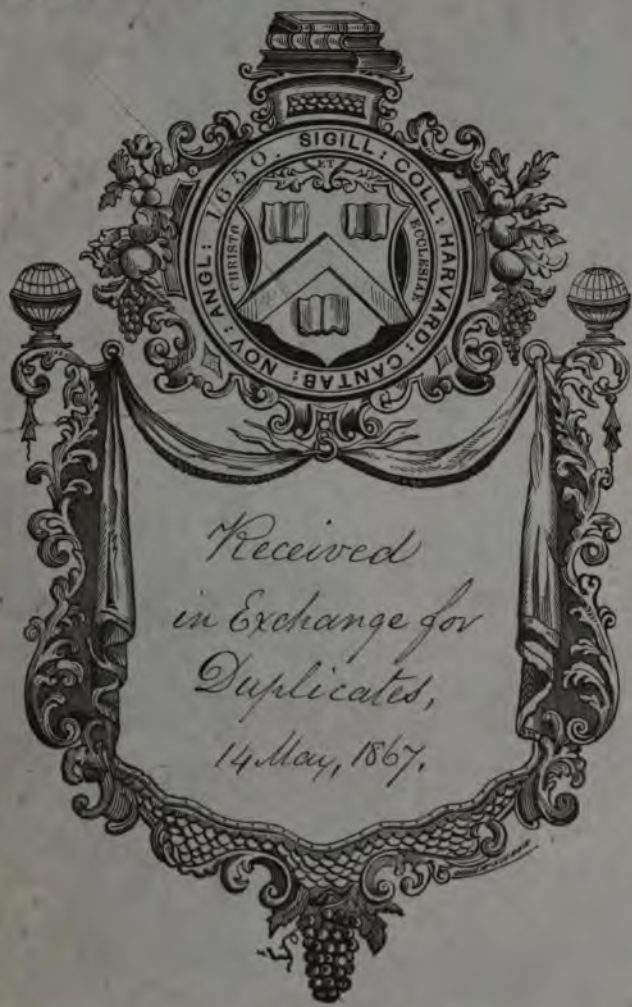 SIGILL: COLL: HARVARD: CANTAB: NOV: ANGL: 1650.
ET
CHRISTO
ECCLESIAE
Received
in Exchange for
Duplicates,
14 May, 1867.